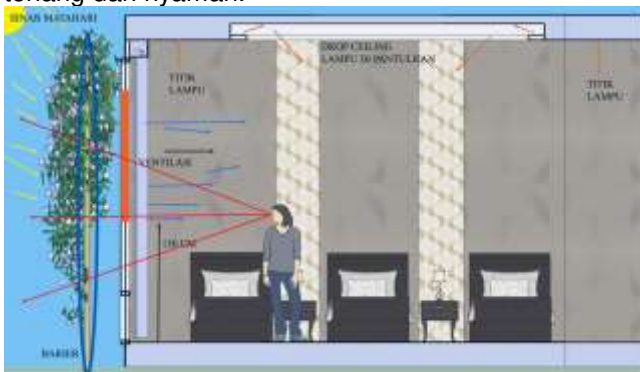 tenang dan nyaman.
SINAR MATAHARI
DROP CEILING
LAMPU DI PANTULKAN
TITIK
LAMPU
TITIK
LAMPU
VENTILASI
BARIER